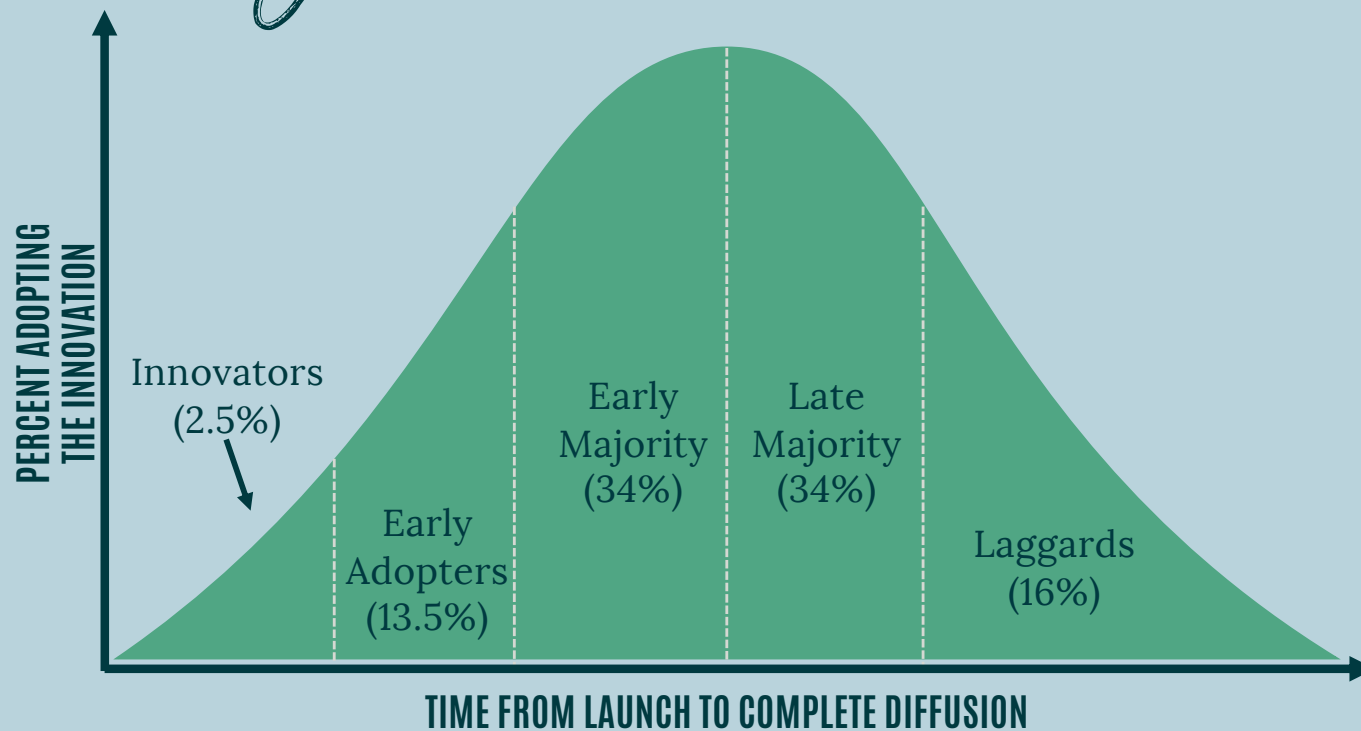 PERCENT ADOPTING
THE INNOVATION
Innovators
(2.5%)
Early
Adopters
(13.5%)
Early
Majority
(34%)
Late
Majority
(34%)
Laggards
(16%)
TIME FROM LAUNCH TO COMPLETE DIFFUSION